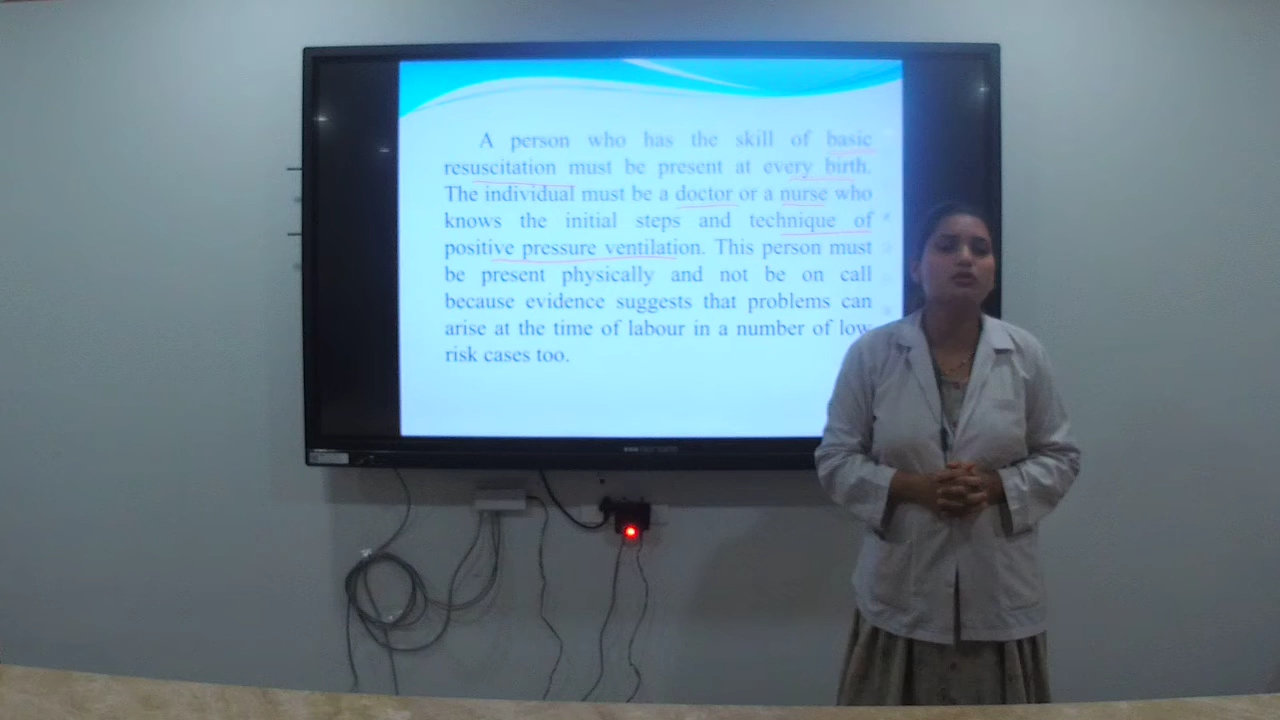 A person who has the skill of basic
resuscitation must be present at every birth.
The individual must be a doctor or a nurse who
knows the initial steps and technique of
positive pressure ventilation. This person must
be present physically and not be on call
because evidence suggests that problems can
arise at the time of labour in a number of low
risk cases too.